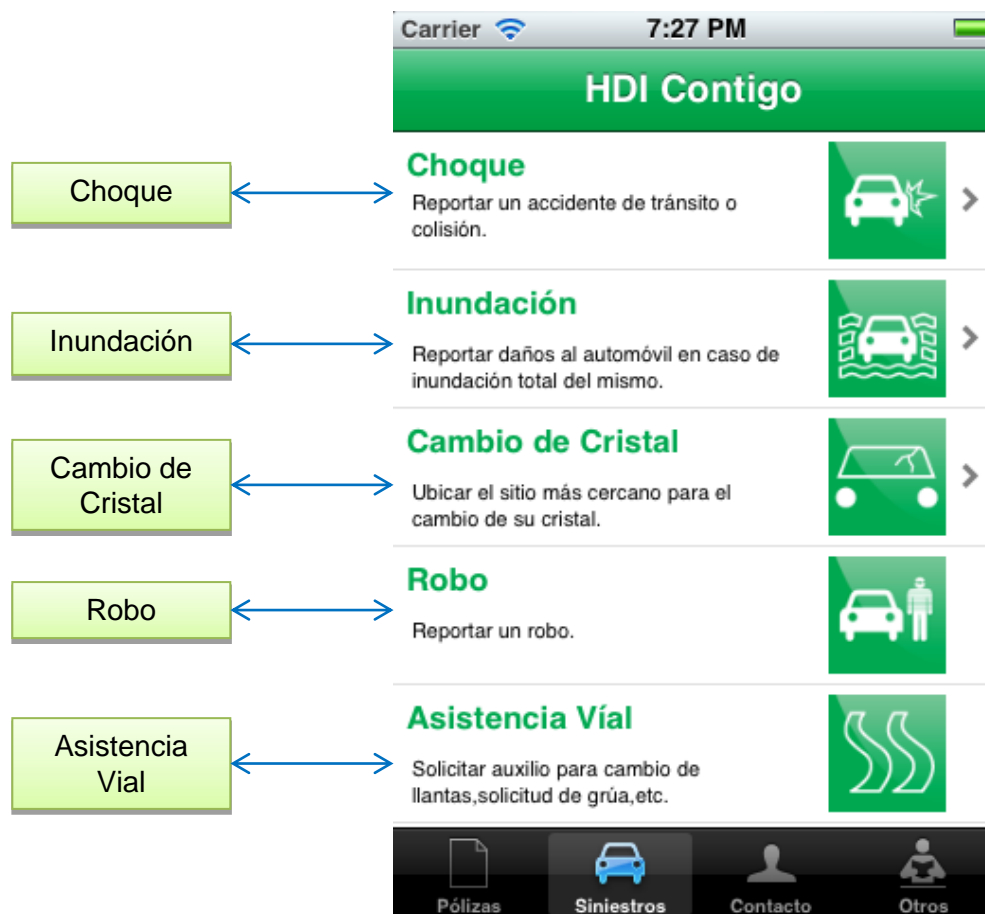 Carrier 7:27 PM
HDI Contigo
Choque
Choque
Reportar un accidente de tránsito o
colisión.
Inundación
Inundación
Reportar daños al automóvil en caso de
inundación total del mismo.
Cambio de
Cristal
Cambio de Cristal
Ubicar el sitio más cercano para el
cambio de su cristal.
Robo
Robo
Reportar un robo.
Asistencia
Vial
Asistencia Víal
Solicitar auxilio para cambio de
llantas,solicitud de grúa,etc.
Pólizas Siniestros Contacto Otros